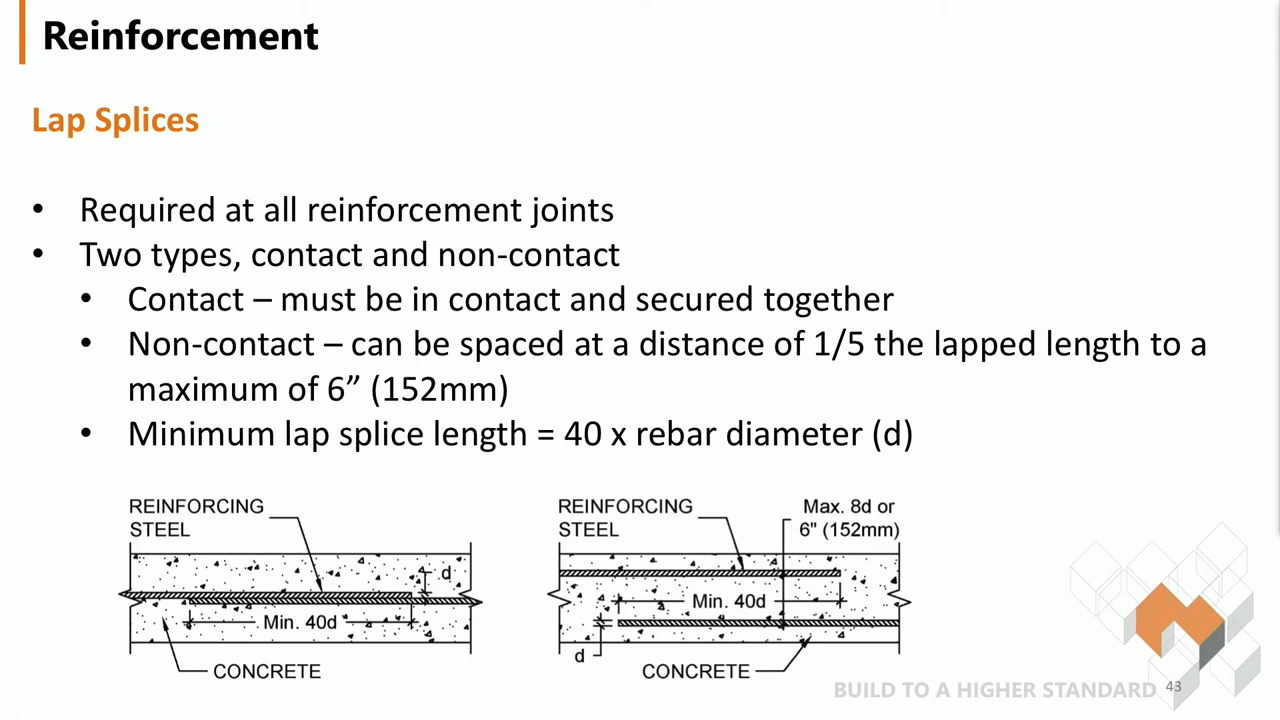 Reinforcement
Lap Splices
• Required at all reinforcement joints
• Two types, contact and non-contact
• Contact – must be in contact and secured together
• Non-contact – can be spaced at a distance of 1/5 the lapped length to a
maximum of 6” (152mm)
• Minimum lap splice length = 40 x rebar diameter (d)
REINFORCING
STEEL
d
Min. 40d
CONCRETE
REINFORCING
STEEL
Max. 8d or
6" (152mm)
Min. 40d
d
CONCRETE
BUILD TO A HIGHER STANDARD 43